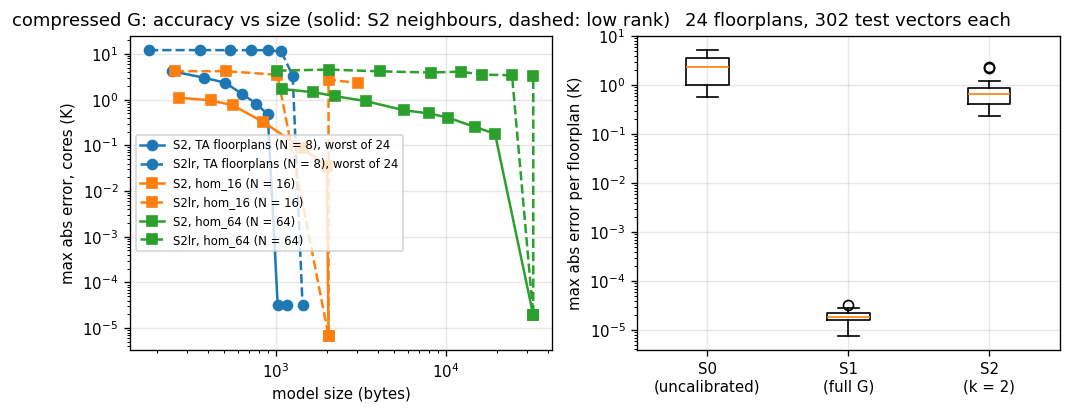 compressed G: accuracy vs size (solid: S2 neighbours, dashed: low rank)
24 floorplans, 302 test vectors each
max abs error, cores (K)
10¹
10⁰
10⁻¹
10⁻²
10⁻³
10⁻⁴
10⁻⁵
S2, TA floorplans (N = 8), worst of 24
S2lr, TA floorplans (N = 8), worst of 24
S2, hom_16 (N = 16)
S2lr, hom_16 (N = 16)
S2, hom_64 (N = 64)
S2lr, hom_64 (N = 64)
10³
10⁴
model size (bytes)
max abs error per floorplan (K)
10¹
10⁰
10⁻¹
10⁻²
10⁻³
10⁻⁴
10⁻⁵
S0
(uncalibrated)
S1
(full G)
S2
(k = 2)